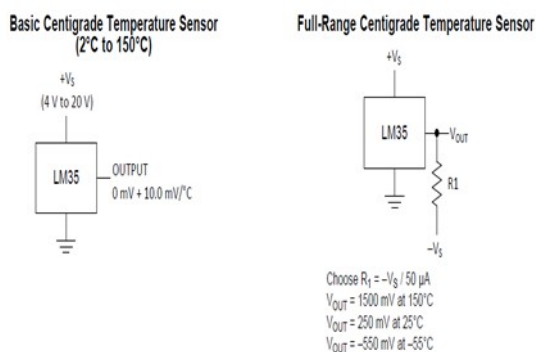 Basic Centigrade Temperature Sensor
(2°C to 150°C)
+Vs
(4 V to 20 V)
LM35
OUTPUT
0 mV + 10.0 mV/°C
Full-Range Centigrade Temperature Sensor
+Vs
LM35
VOUT
R1
–Vs
Choose R1 = –VS / 50 µA
VOUT = 1500 mV at 150°C
VOUT = 250 mV at 25°C
VOUT = –550 mV at –55°C